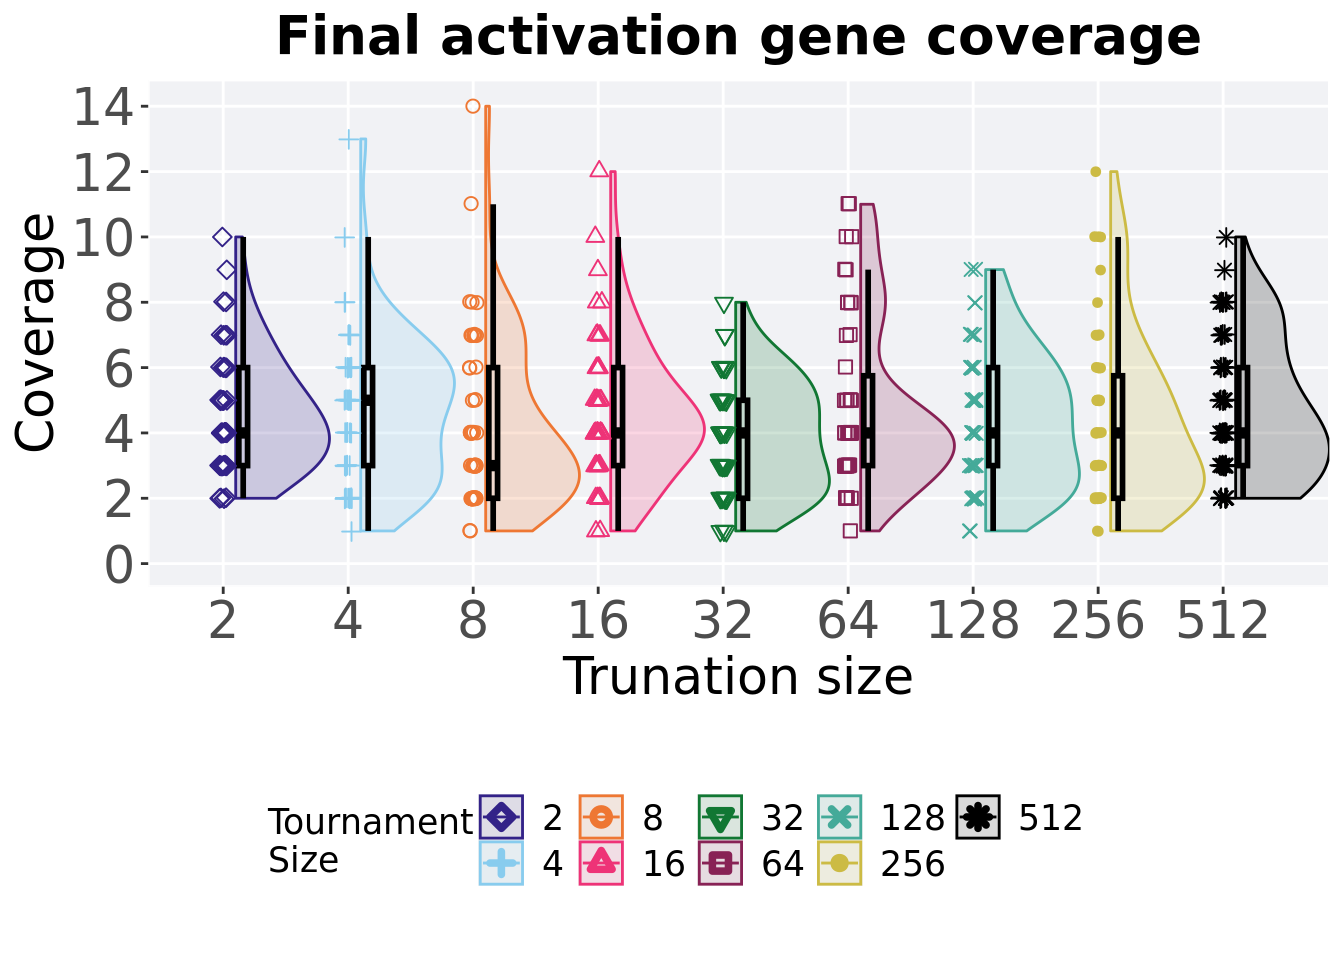 Final activation gene coverage
Coverage
14
12
10
8
6
4
2
0
2 4 8 16 32 64 128 256 512
Trunation size
Tournament
Size
2 8 32 128 512
4 16 64 256